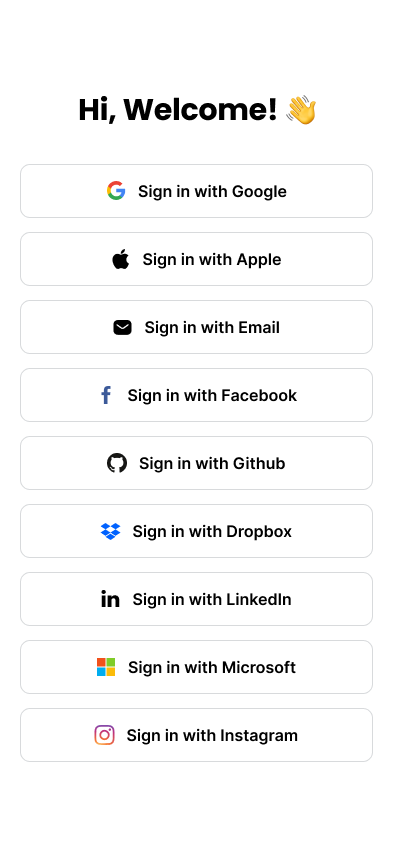 Hi, Welcome! 👋
Sign in with Google
Sign in with Apple
Sign in with Email
Sign in with Facebook
Sign in with Github
Sign in with Dropbox
Sign in with LinkedIn
Sign in with Microsoft
Sign in with Instagram